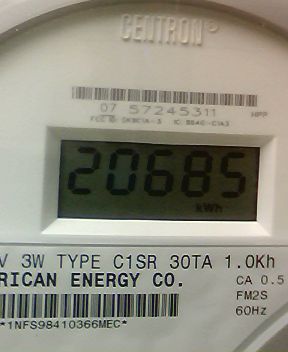 CENTRON®
07 57245311
20685
kWh
V 3W TYPE C1SR 30TA 1.0Kh
RICAN ENERGY CO.
CA 0.5
FM2S
60Hz
*1NFS98410366MEC*